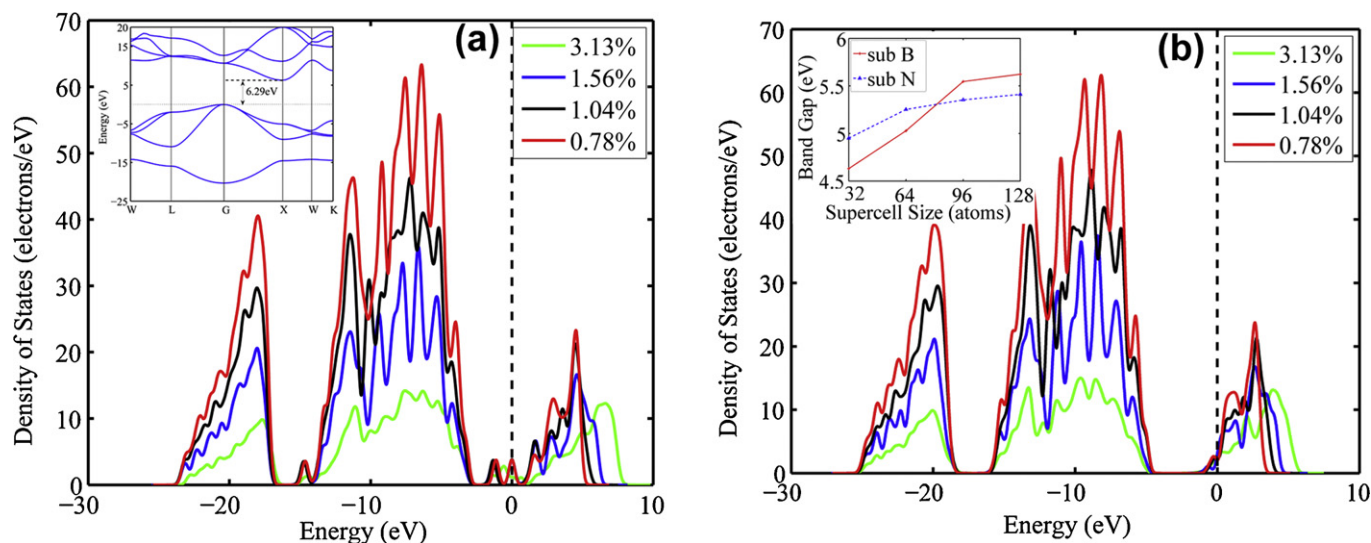 (a)
70
60
50
40
30
20
10
0
Density of States (electrons/eV)
−30
−20
−10
0
10
Energy (eV)
3.13%
1.56%
1.04%
0.78%
20
15
5
−5
−15
−25
Energy (eV)
6.29eV
W
L
G
X
W
K
(b)
70
60
50
40
30
20
10
0
Density of States (electrons/eV)
−30
−20
−10
0
10
Energy (eV)
3.13%
1.56%
1.04%
0.78%
6
5.5
5
4.5
Band Gap (eV)
sub B
sub N
32
64
96
128
Supercell Size (atoms)